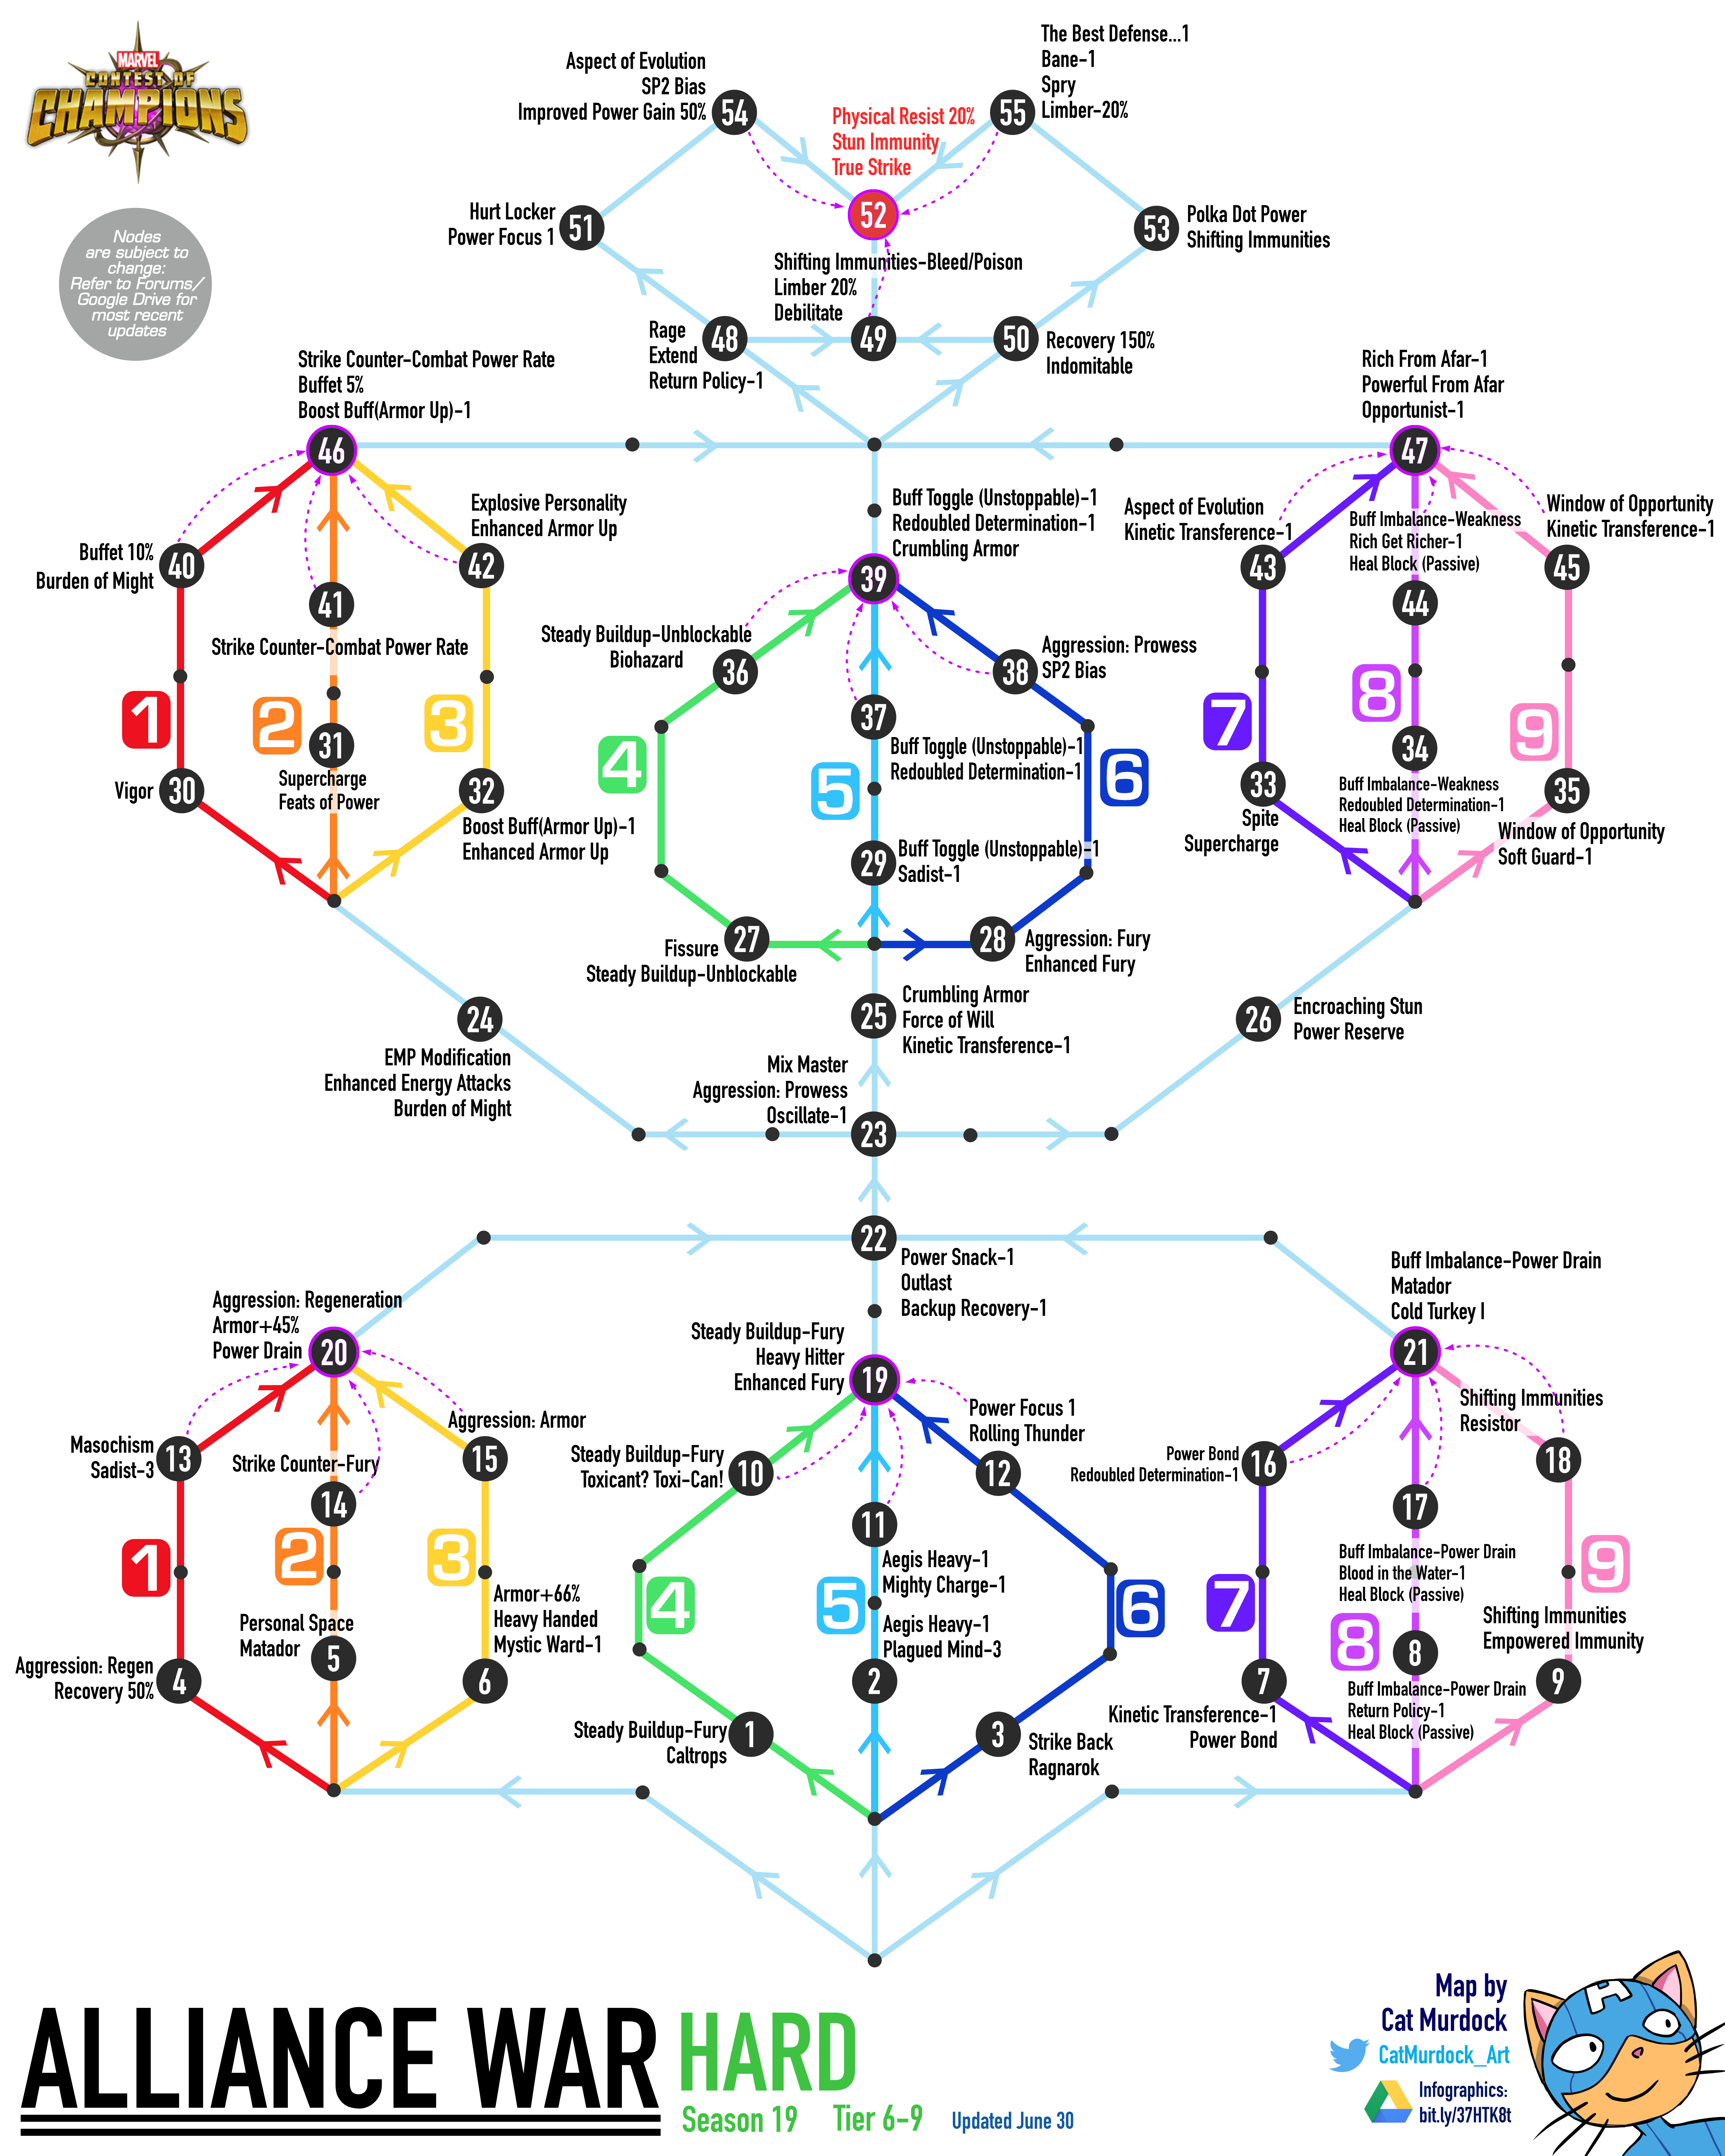 MARVEL
CONTEST OF
CHAMPIONS
Nodes
are subject to
change:
Refer to Forums/
Google Drive for
most recent
updates
Aspect of Evolution
SP2 Bias
Improved Power Gain 50%
54
The Best Defense...1
Bane-1
Spry
Limber-20%
55
Physical Resist 20%
Stun Immunity
True Strike
52
Hurt Locker
Power Focus 1
51
53
Polka Dot Power
Shifting Immunities
Shifting Immunities-Bleed/Poison
Limber 20%
Debilitate
49
Rage
Extend
Return Policy-1
48
50
Recovery 150%
Indomitable
Strike Counter-Combat Power Rate
Buffet 5%
Boost Buff(Armor Up)-1
46
Rich From Afar-1
Powerful From Afar
Opportunist-1
47
Buffet 10%
Burden of Might
40
41
Strike Counter-Combat Power Rate
Explosive Personality
Enhanced Armor Up
42
Buff Toggle (Unstoppable)-1
Redoubled Determination-1
Crumbling Armor
39
Aspect of Evolution
Kinetic Transference-1
43
Buff Imbalance-Weakness
Rich Get Richer-1
Heal Block (Passive)
44
Window of Opportunity
Kinetic Transference-1
45
Steady Buildup-Unblockable
Biohazard
36
37
Buff Toggle (Unstoppable)-1
Redoubled Determination-1
Aggression: Prowess
SP2 Bias
38
1
2
3
4
5
6
7
8
9
Vigor
30
31
Supercharge
Feats of Power
32
Boost Buff(Armor Up)-1
Enhanced Armor Up
29
Buff Toggle (Unstoppable)-1
Sadist-1
33
Spite
Supercharge
34
Buff Imbalance-Weakness
Redoubled Determination-1
Heal Block (Passive)
35
Window of Opportunity
Soft Guard-1
27
Fissure
Steady Buildup-Unblockable
28
Aggression: Fury
Enhanced Fury
24
EMP Modification
Enhanced Energy Attacks
Burden of Might
25
Crumbling Armor
Force of Will
Kinetic Transference-1
26
Encroaching Stun
Power Reserve
Mix Master
Aggression: Prowess
Oscillate-1
23
22
Power Snack-1
Outlast
Backup Recovery-1
Aggression: Regeneration
Armor+45%
Power Drain
20
Steady Buildup-Fury
Heavy Hitter
Enhanced Fury
19
Buff Imbalance-Power Drain
Matador
Cold Turkey I
21
Masochism
Sadist-3
13
Strike Counter-Fury
14
Aggression: Armor
15
Steady Buildup-Fury
Toxicant? Toxi-Can!
10
11
Aegis Heavy-1
Mighty Charge-1
Power Focus 1
Rolling Thunder
12
Power Bond
Redoubled Determination-1
16
17
Buff Imbalance-Power Drain
Blood in the Water-1
Heal Block (Passive)
Shifting Immunities
Resistor
18
1
2
3
4
5
6
7
8
9
Aggression: Regen
Recovery 50%
4
Personal Space
Matador
5
Armor+66%
Heavy Handed
Mystic Ward-1
6
Steady Buildup-Fury
Caltrops
1
Aegis Heavy-1
Plagued Mind-3
2
3
Strike Back
Ragnarok
7
Kinetic Transference-1
Power Bond
8
Buff Imbalance-Power Drain
Return Policy-1
Heal Block (Passive)
Shifting Immunities
Empowered Immunity
9
ALLIANCE WAR HARD
Season 19 Tier 6-9 Updated June 30
Map by
Cat Murdock
CatMurdock_Art
Infographics:
bit.ly/37HTK8t
A